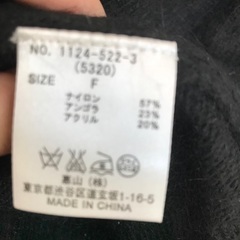 NO. 1124-522-3
(5320)
SIZE F
ナイロン 57%
アンゴラ 23%
アクリル 20%
東京都渋谷区道玄坂1-16-5
MADE IN CHINA